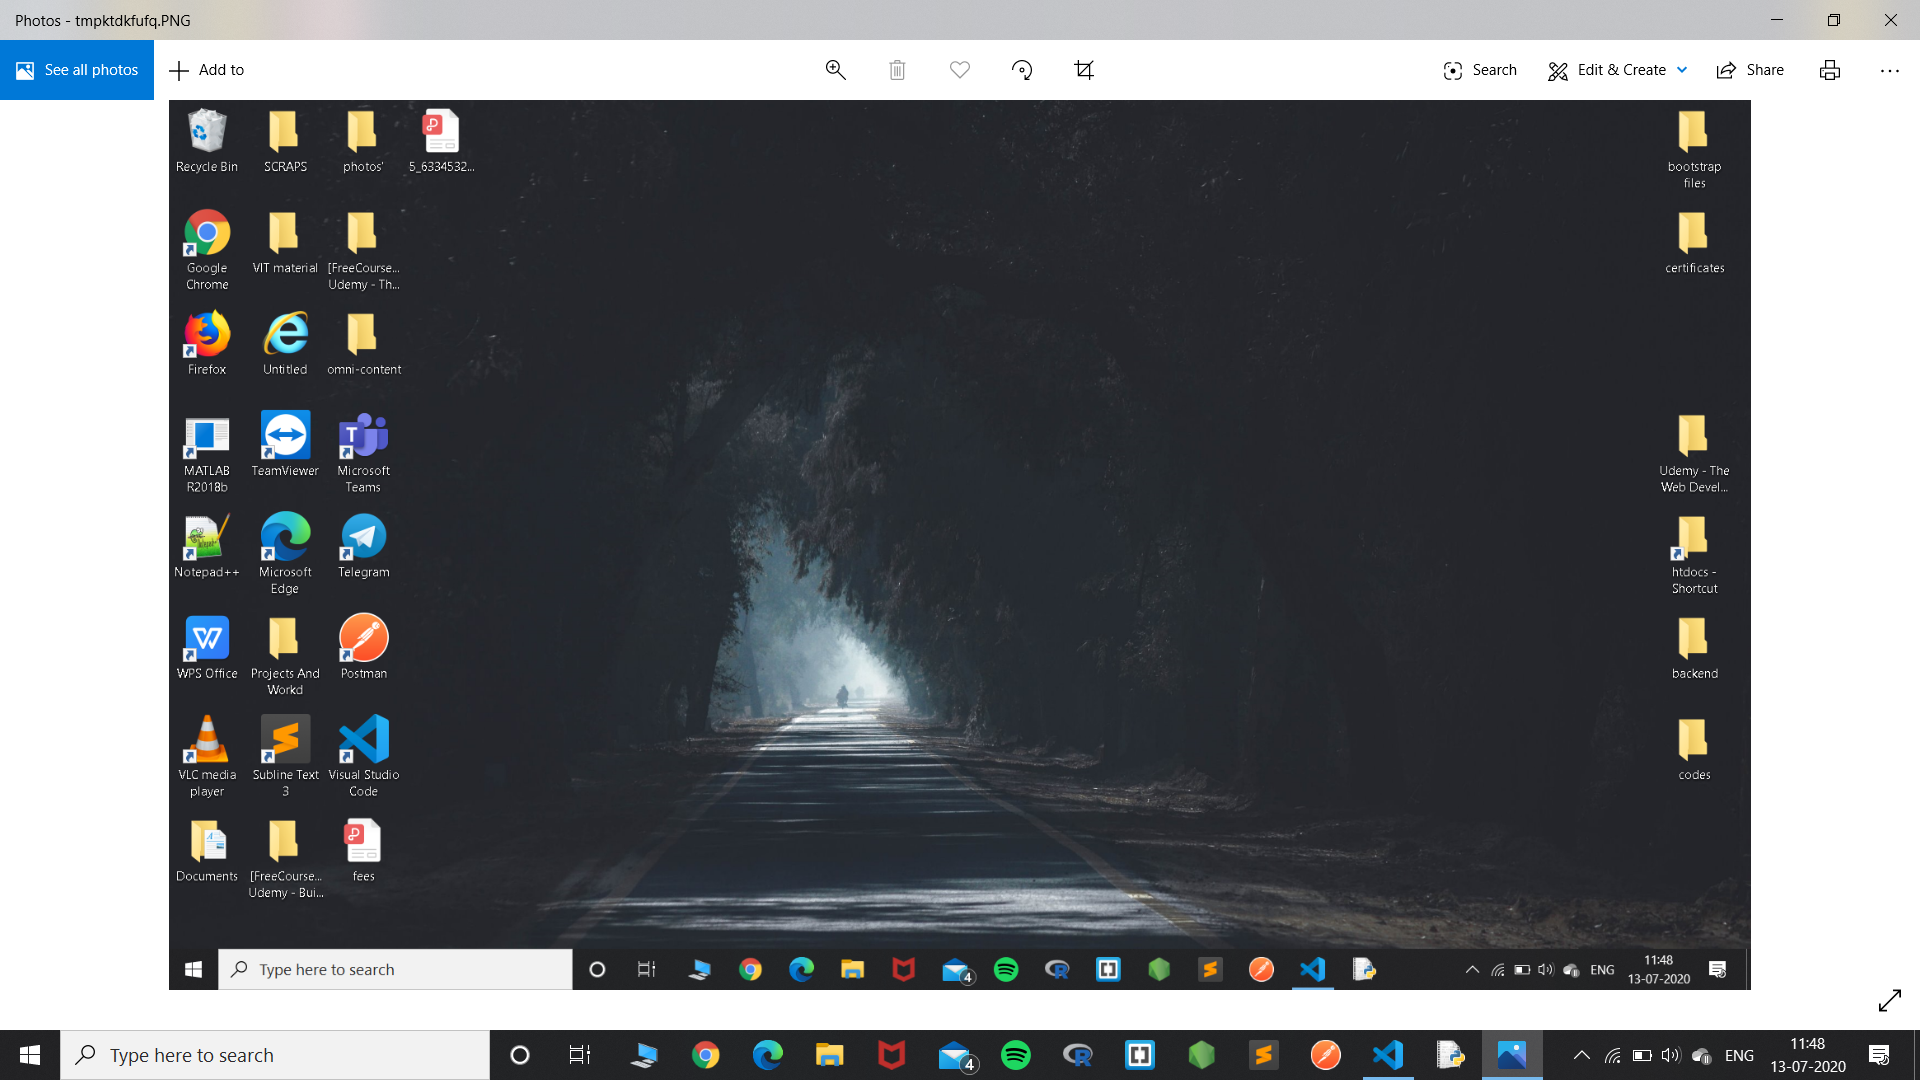 Photos - tmpktdkfufq.PNG
See all photos
Add to
Search
Edit & Create
Share
Recycle Bin
SCRAPS
photos'
5_6334532...
bootstrap
files
Google
Chrome
VIT material
[FreeCourse...
Udemy - Th...
certificates
Firefox
Untitled
omni-content
MATLAB
R2018b
TeamViewer
Microsoft
Teams
Udemy - The
Web Devel...
Notepad++
Microsoft
Edge
Telegram
htdocs -
Shortcut
WPS Office
Projects And
Workd
Postman
backend
VLC media
player
Subline Text
3
Visual Studio
Code
codes
Documents
[FreeCourse...
Udemy - Bui...
fees
Type here to search
4
ENG
11:48
13-07-2020
Type here to search
4
ENG
11:48
13-07-2020